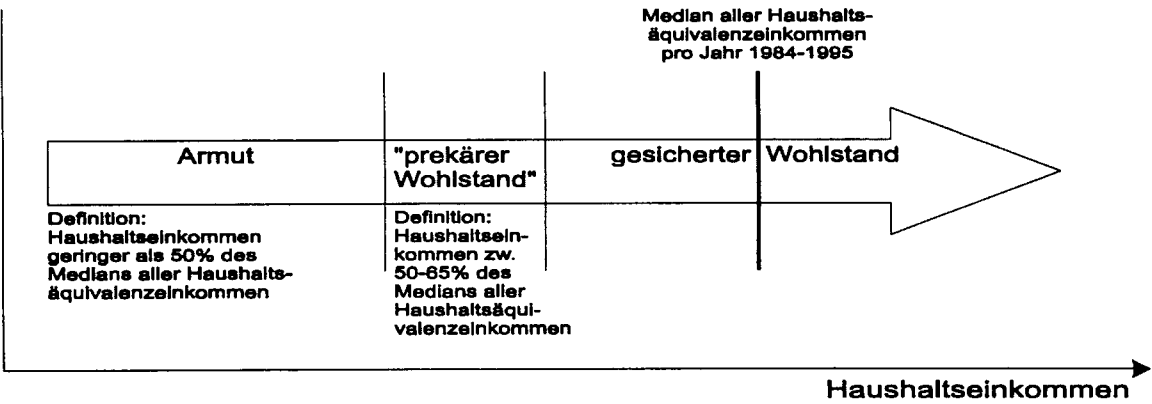 Median aller Haushalts-
äquivalenzeinkommen
pro Jahr 1984-1995
Armut
"prekärer
Wohlstand"
gesicherter Wohlstand
Definition:
Haushaltseinkommen
geringer als 50% des
Medians aller Haushalts-
äquivalenzeinkommen
Definition:
Haushaltsein-
kommen zw.
50-65% des
Medians aller
Haushaltsäqui-
valenzeinkommen
Haushaltseinkommen